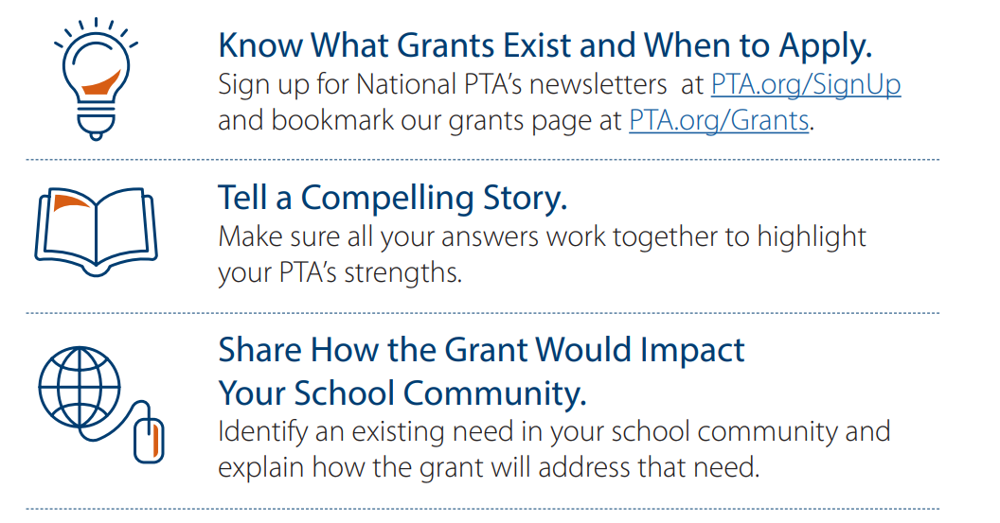 Know What Grants Exist and When to Apply.
Sign up for National PTA’s newsletters  at PTA.org/SignUp
and bookmark our grants page at PTA.org/Grants.
Tell a Compelling Story.
Make sure all your answers work together to highlight
your PTA’s strengths.
Share How the Grant Would Impact
Your School Community.
Identify an existing need in your school community and
explain how the grant will address that need.